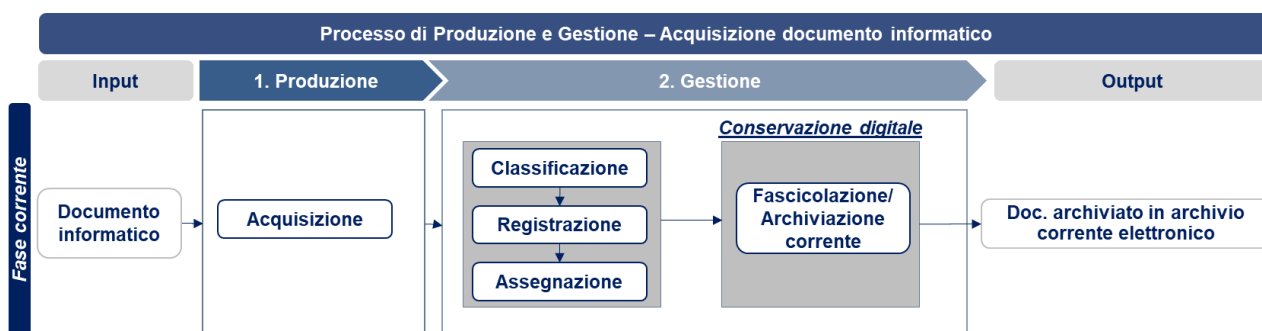 Processo di Produzione e Gestione – Acquisizione documento informatico
Input
1. Produzione
2. Gestione
Output
Fase corrente
Documento
informatico
Acquisizione
Classificazione
Registrazione
Assegnazione
Conservazione digitale
Fascicolazione/
Archiviazione
corrente
Doc. archiviato in archivio
corrente elettronico